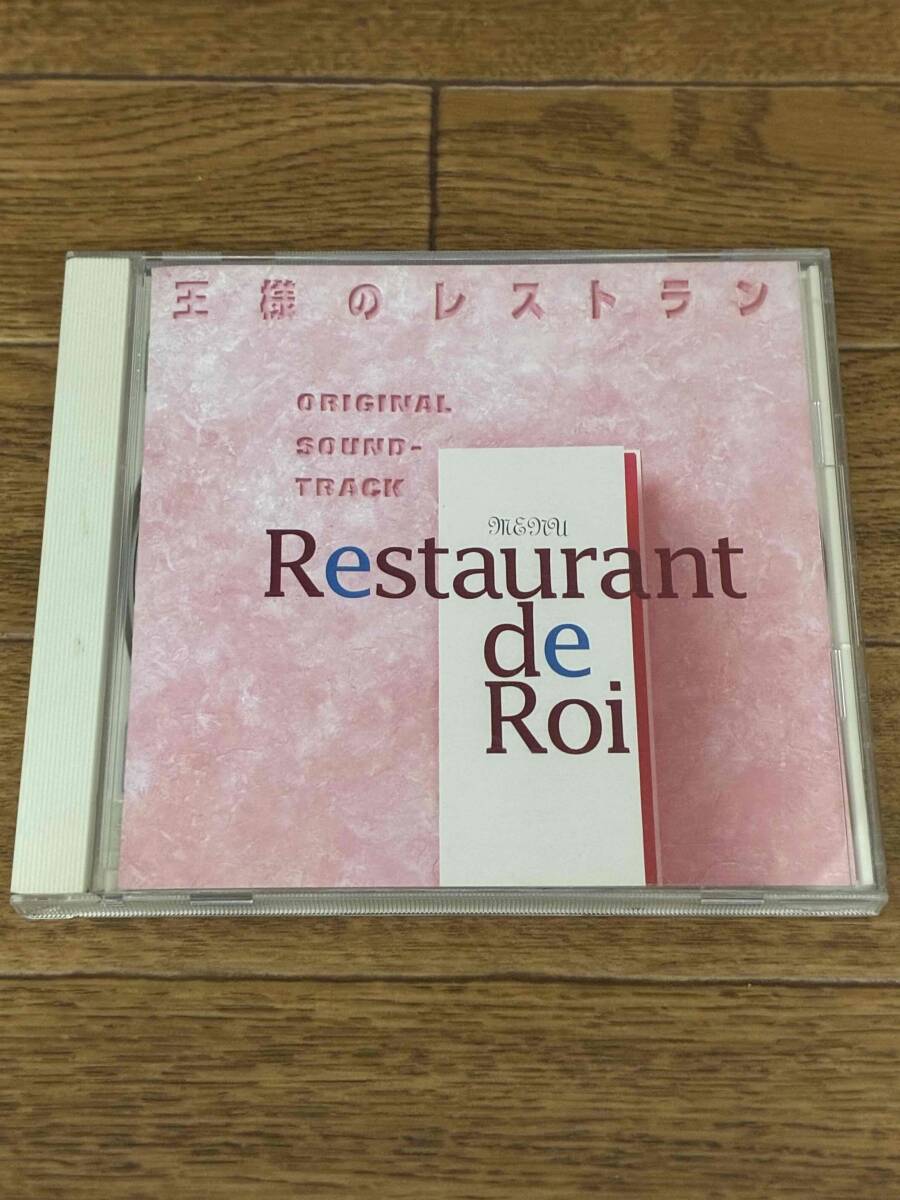 王様のレストラン
ORIGINAL
SOUND-
TRACK
MENU
Restaurant
de
Roi